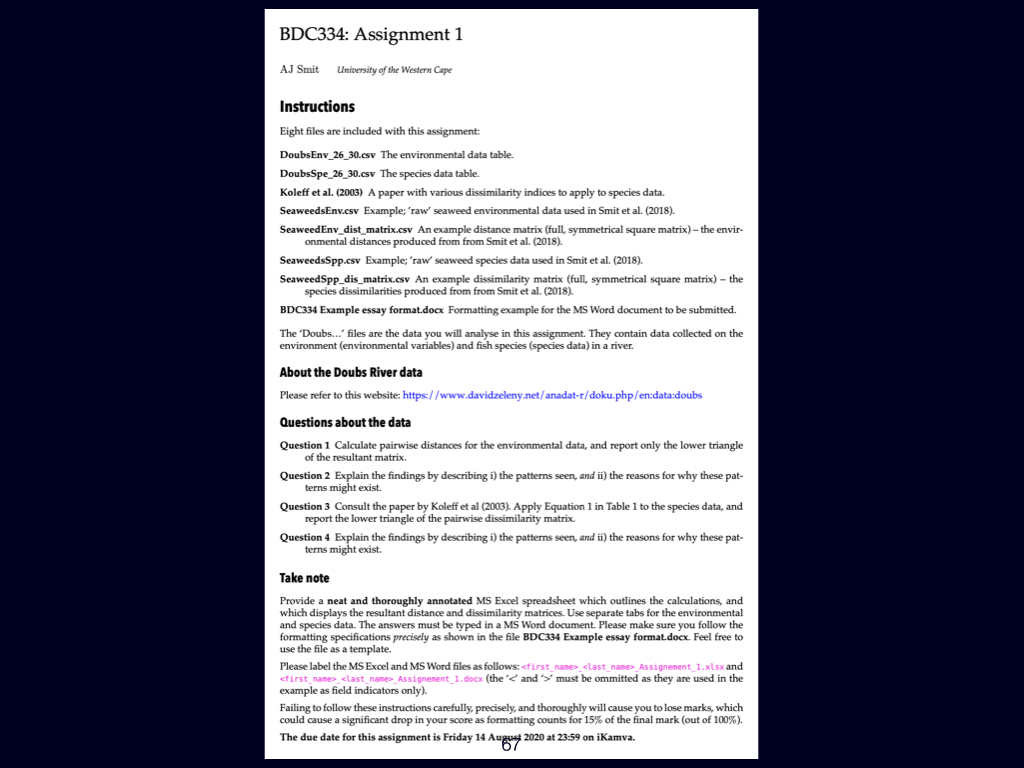 BDC334: Assignment 1
AJ Smit University of the Western Cape
Instructions
Eight files are included with this assignment:
DoubsEnv_26_30.csv The environmental data table.
DoubsSpe_26_30.csv The species data table.
Koleff et al. (2003) A paper with various dissimilarity indices to apply to species data.
SeaweedsEnv.csv Example; 'raw' seaweed environmental data used in Smit et al. (2018).
SeaweedEnv_dist_matrix.csv An example distance matrix (full, symmetrical square matrix) – the envir-
onmental distances produced from from Smit et al. (2018).
SeaweedsSpp.csv Example; 'raw' seaweed species data used in Smit et al. (2018).
SeaweedSpp_dis_matrix.csv An example dissimilarity matrix (full, symmetrical square matrix) – the
species dissimilarities produced from from Smit et al. (2018).
BDC334 Example essay format.docx Formatting example for the MS Word document to be submitted.
The 'Doubs...' files are the data you will analyse in this assignment. They contain data collected on the
environment (environmental variables) and fish species (species data) in a river.
About the Doubs River data
Please refer to this website: https://www.davidzeleny.net/anadat-r/doku.php/en:data:doubs
Questions about the data
Question 1 Calculate pairwise distances for the environmental data, and report only the lower triangle
of the resultant matrix.
Question 2 Explain the findings by describing i) the patterns seen, and ii) the reasons for why these pat-
terns might exist.
Question 3 Consult the paper by Koleff et al (2003). Apply Equation 1 in Table 1 to the species data, and
report the lower triangle of the pairwise dissimilarity matrix.
Question 4 Explain the findings by describing i) the patterns seen, and ii) the reasons for why these pat-
terns might exist.
Take note
Provide a neat and thoroughly annotated MS Excel spreadsheet which outlines the calculations, and
which displays the resultant distance and dissimilarity matrices. Use separate tabs for the environmental
and species data. The answers must be typed in a MS Word document. Please make sure you follow the
formatting specifications precisely as shown in the file BDC334 Example essay format.docx. Feel free to
use the file as a template.
Please label the MS Excel and MS Word files as follows: <first_name>_<last_name>_Assignement_1.xlsx and
<first_name>_<last_name>_Assignement_1.docx (the '<' and '>' must be ommitted as they are used in the
example as field indicators only).
Failing to follow these instructions carefully, precisely, and thoroughly will cause you to lose marks, which
could cause a significant drop in your score as formatting counts for 15% of the final mark (out of 100%).
The due date for this assignment is Friday 14 August 2020 at 23:59 on iKamva.
67